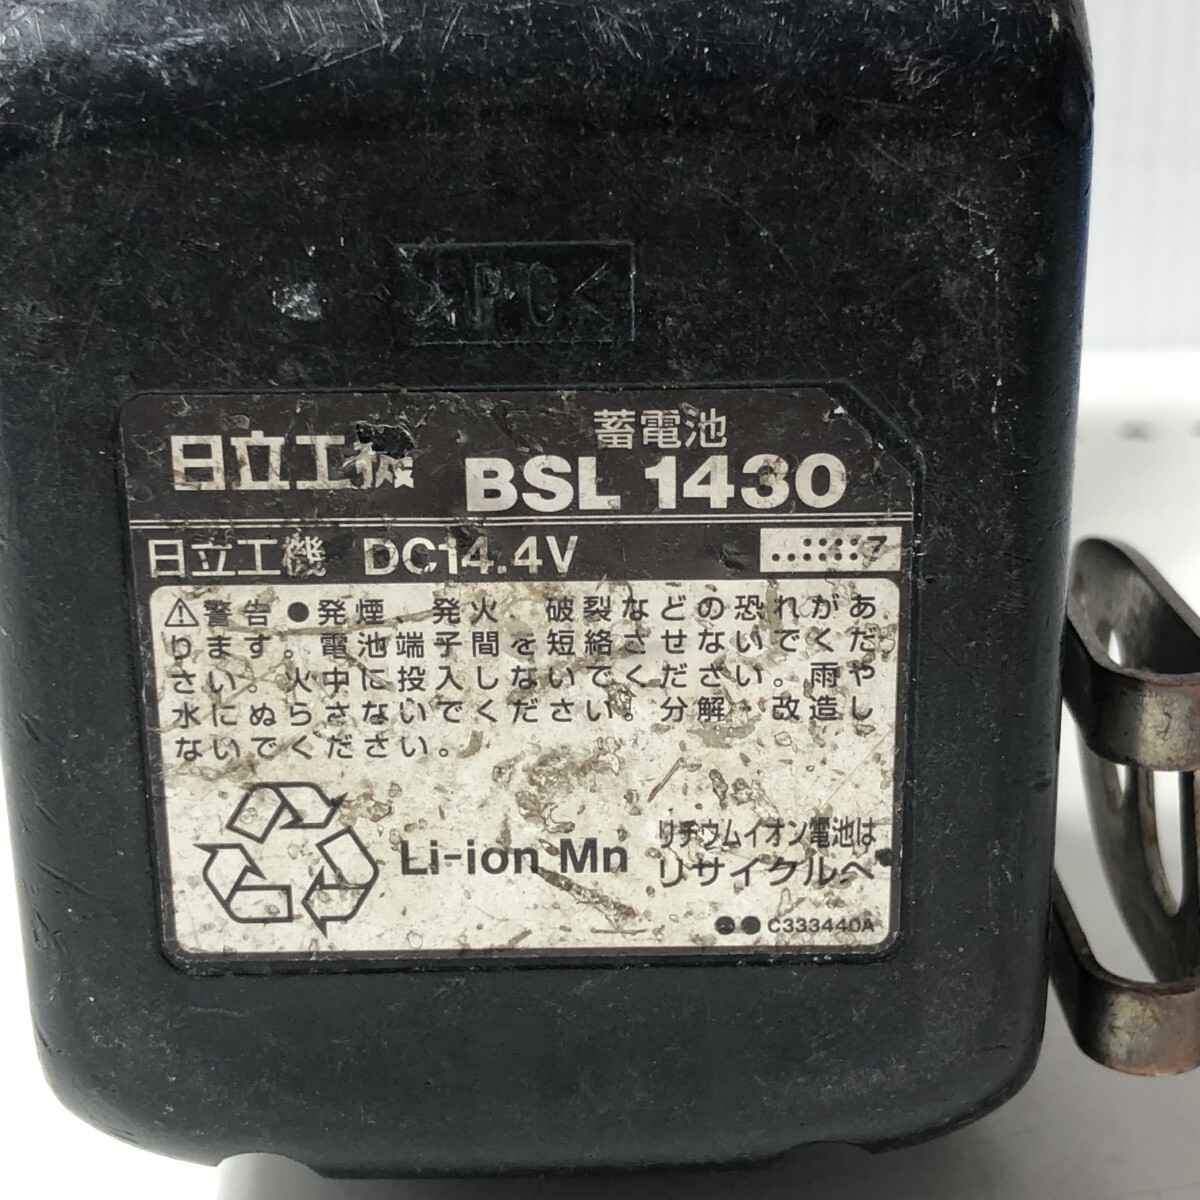 >PC<
日立工機
蓄電池
BSL 1430
日立工機 DC14.4V
7
⚠警告 ●発煙、発火、破裂などの恐れがあ
ります。電池端子間を短絡させないでくだ
さい。火中に投入しないでください。雨や
水にぬらさないでください。分解、改造し
ないでください。
Li-ion Mn
リチウムイオン電池は
リサイクルへ
●● C333440A